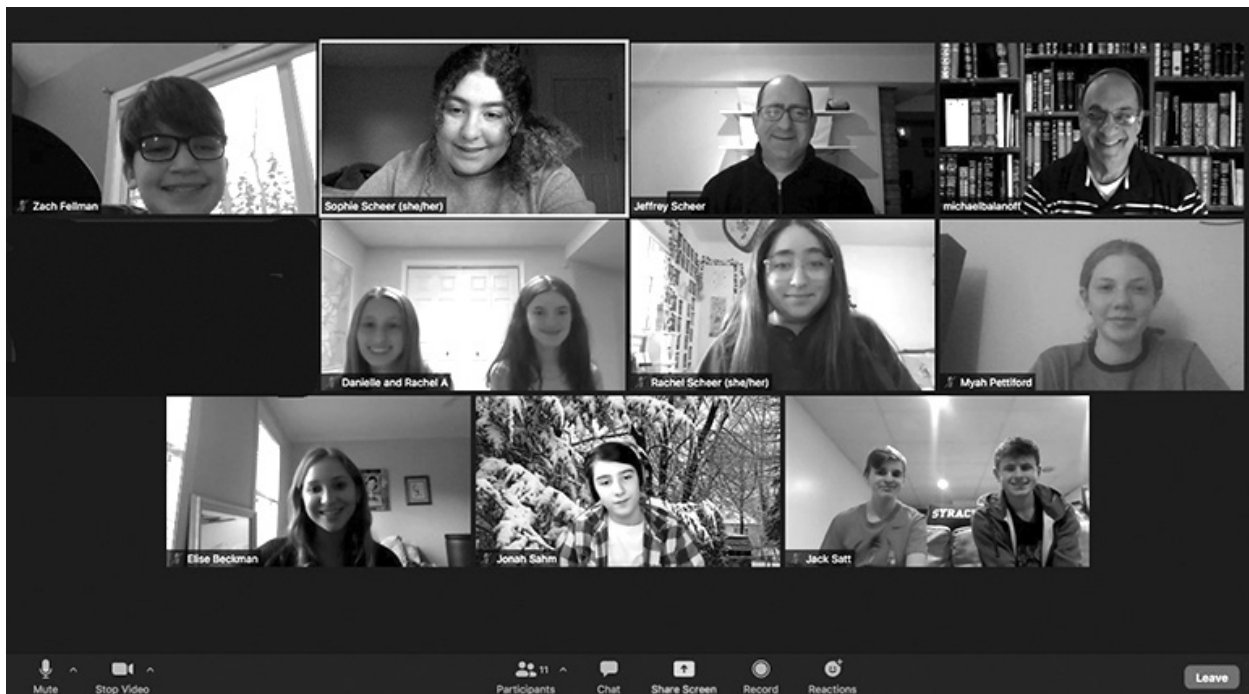 Zach Fellman
Sophie Scheer (she/her)
Jeffrey Scheer
michaelbalanoff
Danielle and Rachel A
Rachel Scheer (she/her)
Myah Pettiford
Elise Beckman
Jonah Sahm
SYRAC
Jack Satt
Mute
Stop Video
Participants
11
Chat
Share Screen
Record
Reactions
Leave